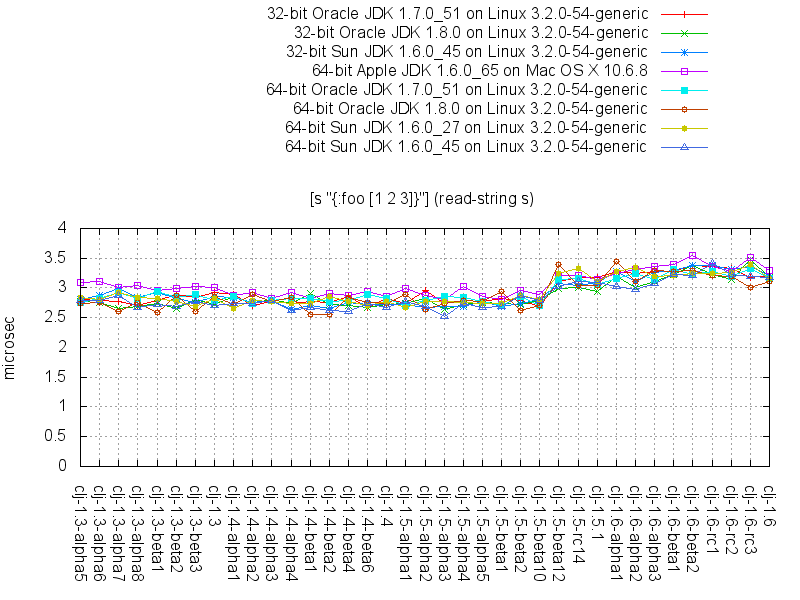 32-bit Oracle JDK 1.7.0_51 on Linux 3.2.0-54-generic
32-bit Oracle JDK 1.8.0 on Linux 3.2.0-54-generic
32-bit Sun JDK 1.6.0_45 on Linux 3.2.0-54-generic
64-bit Apple JDK 1.6.0_65 on Mac OS X 10.6.8
64-bit Oracle JDK 1.7.0_51 on Linux 3.2.0-54-generic
64-bit Oracle JDK 1.8.0 on Linux 3.2.0-54-generic
64-bit Sun JDK 1.6.0_27 on Linux 3.2.0-54-generic
64-bit Sun JDK 1.6.0_45 on Linux 3.2.0-54-generic
[s "{:foo [1 2 3]}"] (read-string s)
4
3.5
3
2.5
2
1.5
1
0.5
0
microsec
clj-1.3-alpha5
clj-1.3-alpha6
clj-1.3-alpha7
clj-1.3-alpha8
clj-1.3-beta1
clj-1.3-beta2
clj-1.3-beta3
clj-1.3
clj-1.4-alpha1
clj-1.4-alpha2
clj-1.4-alpha3
clj-1.4-alpha4
clj-1.4-beta1
clj-1.4-beta2
clj-1.4-beta4
clj-1.4-beta6
clj-1.4
clj-1.5-alpha1
clj-1.5-alpha2
clj-1.5-alpha3
clj-1.5-alpha4
clj-1.5-alpha5
clj-1.5-beta1
clj-1.5-beta2
clj-1.5-beta10
clj-1.5-beta12
clj-1.5-rc14
clj-1.5.1
clj-1.6-alpha1
clj-1.6-alpha2
clj-1.6-alpha3
clj-1.6-beta1
clj-1.6-beta2
clj-1.6-rc1
clj-1.6-rc2
clj-1.6-rc3
clj-1.6